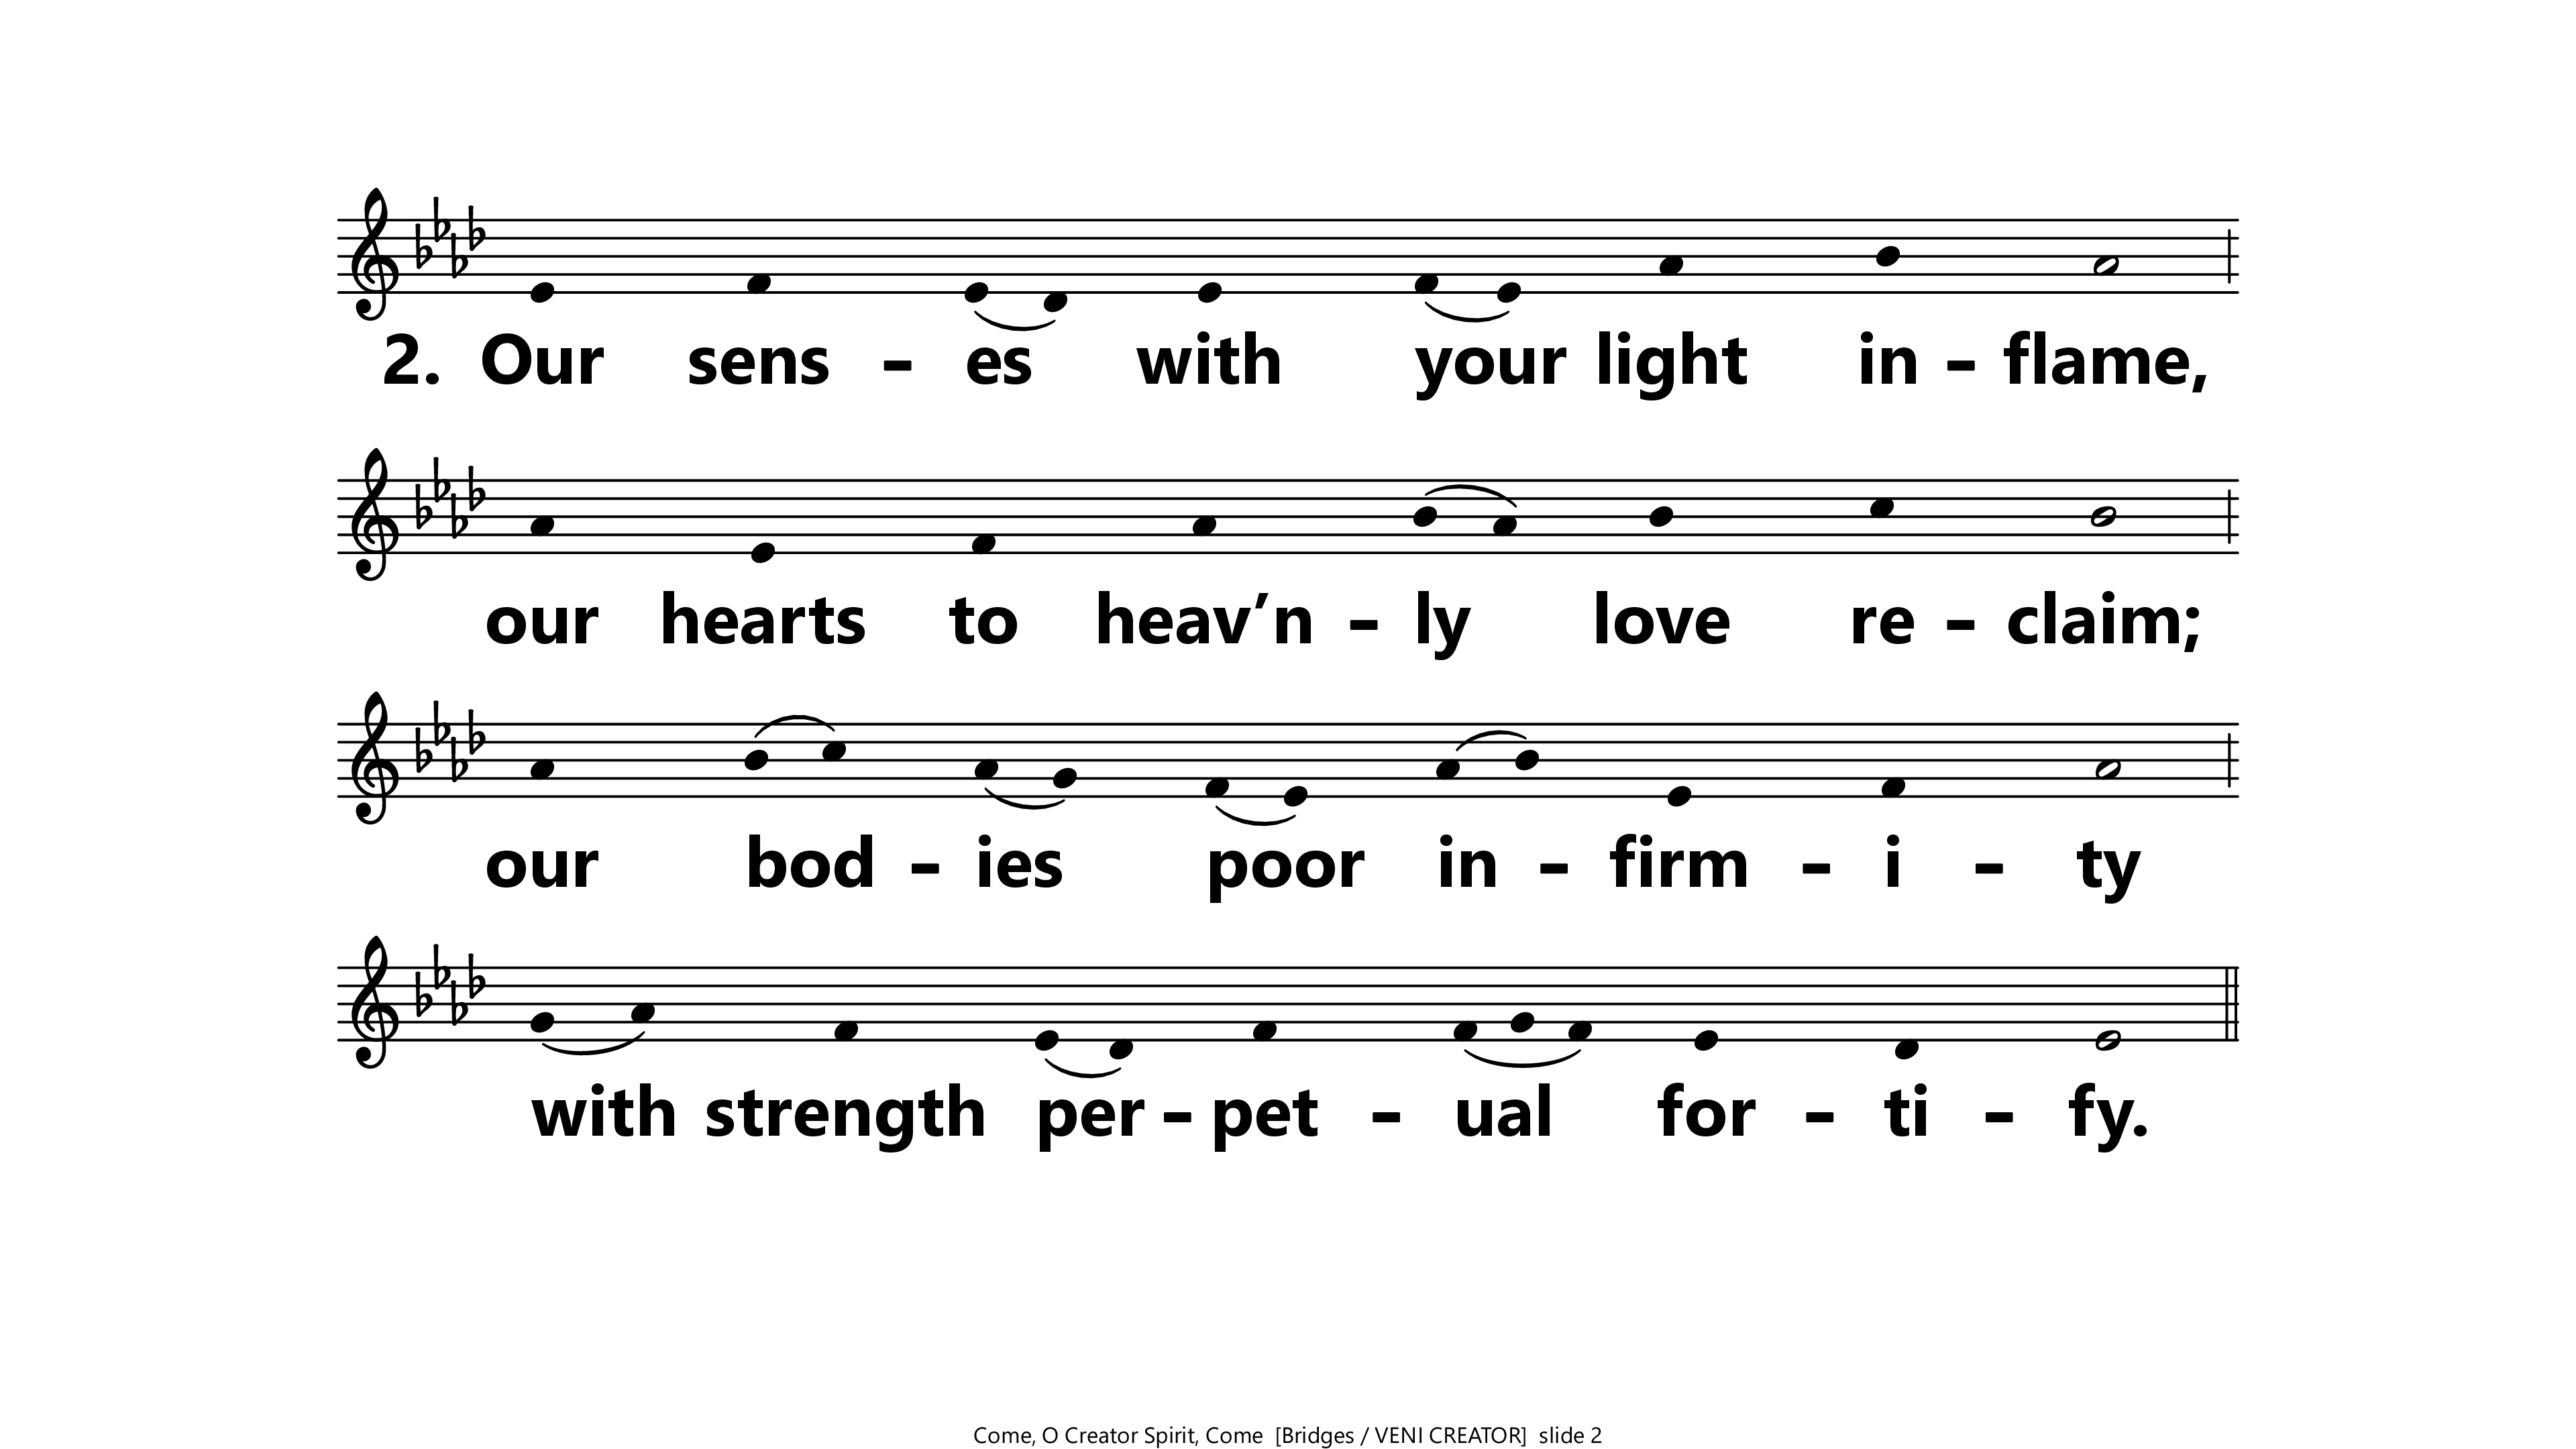 2. Our sens - es with your light in - flame,
our hearts to heav’n - ly love re - claim;
our bod - ies poor in - firm - i - ty
with strength per - pet - ual for - ti - fy.
Come, O Creator Spirit, Come [Bridges / VENI CREATOR] slide 2